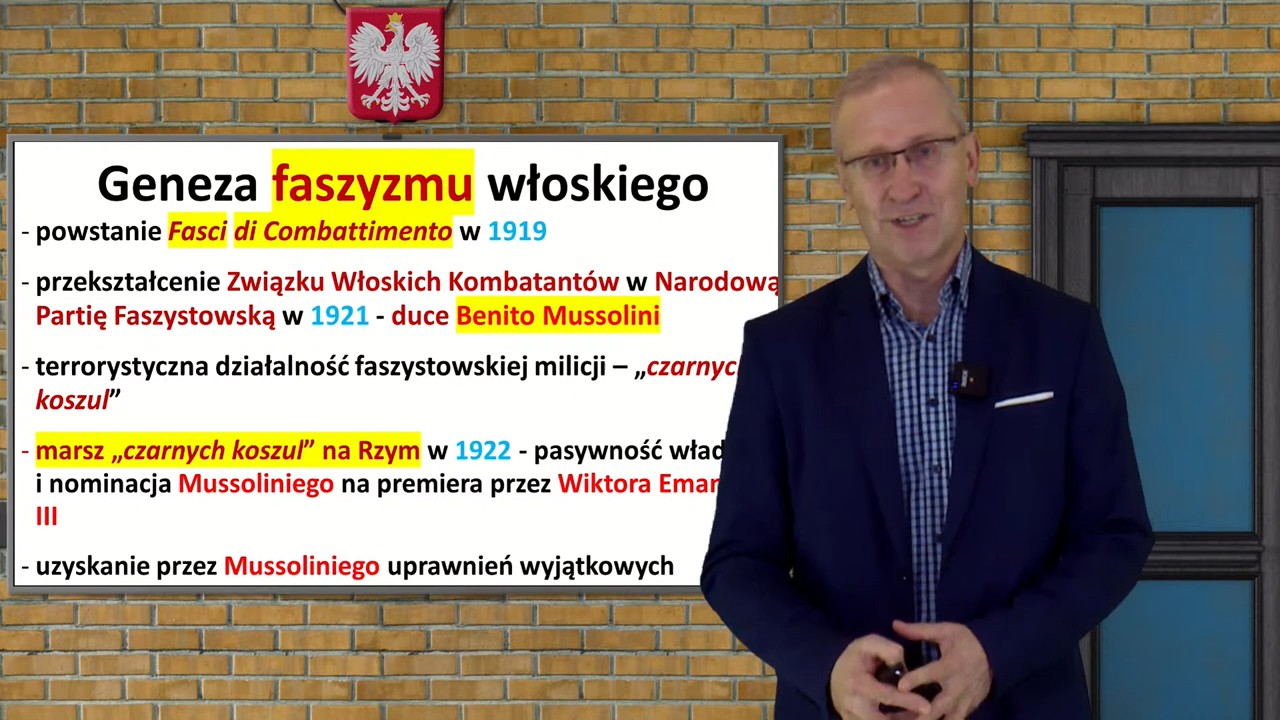 Geneza faszyzmu włoskiego
- powstanie Fasci di Combattimento w 1919
- przekształcenie Związku Włoskich Kombatantów w Narodową
Partię Faszystowską w 1921 - duce Benito Mussolini
- terrorystyczna działalność faszystowskiej milicji – „czarnych
koszul”
- marsz „czarnych koszul” na Rzym w 1922 - pasywność
i nominacja Mussoliniego na premiera przez Wiktora
III
- uzyskanie przez Mussoliniego uprawnień wyjątkowych